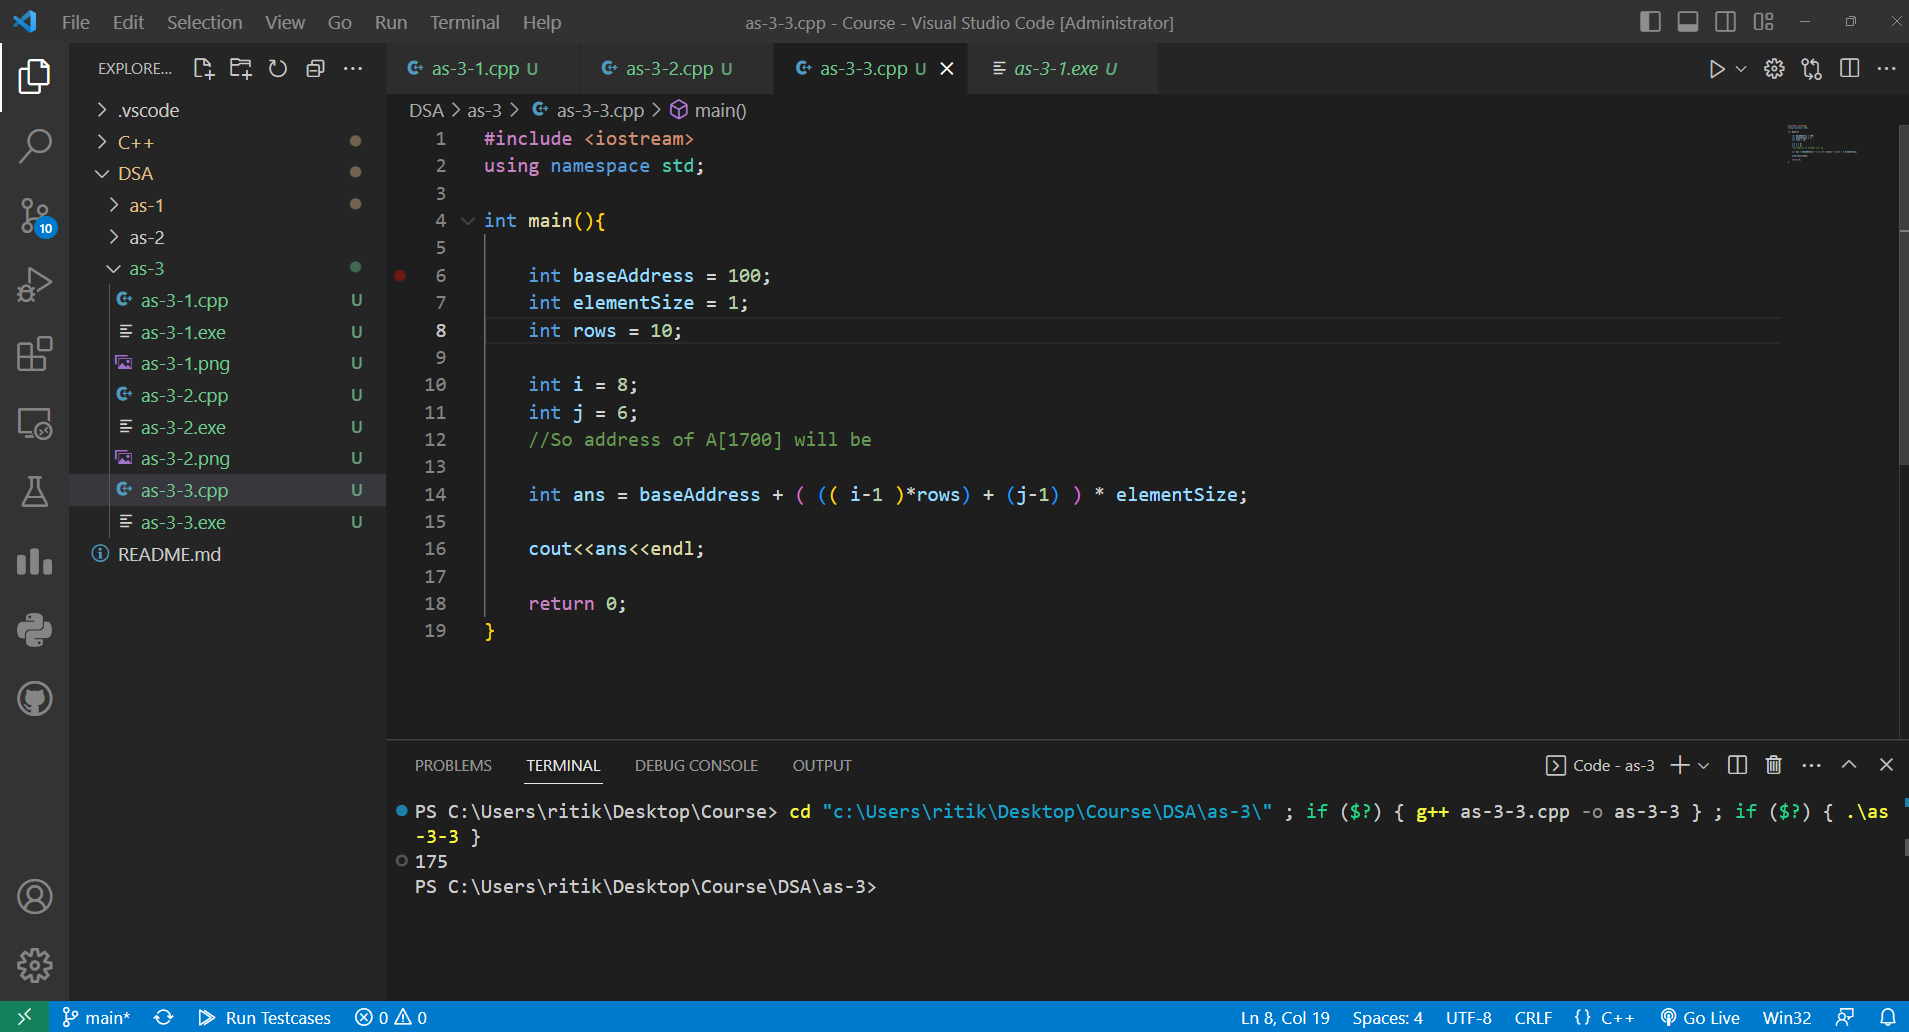 File Edit Selection View Go Run Terminal Help
as-3-3.cpp - Course - Visual Studio Code [Administrator]
EXPLORE...
.vscode
C++
DSA
as-1
as-2
as-3
as-3-1.cpp U
as-3-1.exe U
as-3-1.png U
as-3-2.cpp U
as-3-2.exe U
as-3-2.png U
as-3-3.cpp U
as-3-3.exe U
README.md
10
as-3-1.cpp U as-3-2.cpp U as-3-3.cpp U as-3-1.exe U
DSA > as-3 > as-3-3.cpp > main()
1 #include <iostream>
2 using namespace std;
3
4 int main(){
5
6 int baseAddress = 100;
7 int elementSize = 1;
8 int rows = 10;
9
10 int i = 8;
11 int j = 6;
12 //So address of A[1700] will be
13
14 int ans = baseAddress + ( (( i-1 )*rows) + (j-1) ) * elementSize;
15
16 cout<<ans<<endl;
17
18 return 0;
19 }
PROBLEMS TERMINAL DEBUG CONSOLE OUTPUT
Code - as-3
PS C:\Users\ritik\Desktop\Course> cd "c:\Users\ritik\Desktop\Course\DSA\as-3\" ; if ($?) { g++ as-3-3.cpp -o as-3-3 } ; if ($?) { .\as
-3-3 }
175
PS C:\Users\ritik\Desktop\Course\DSA\as-3>
main* Run Testcases 0 0 Ln 8, Col 19 Spaces: 4 UTF-8 CRLF {} C++ Go Live Win32